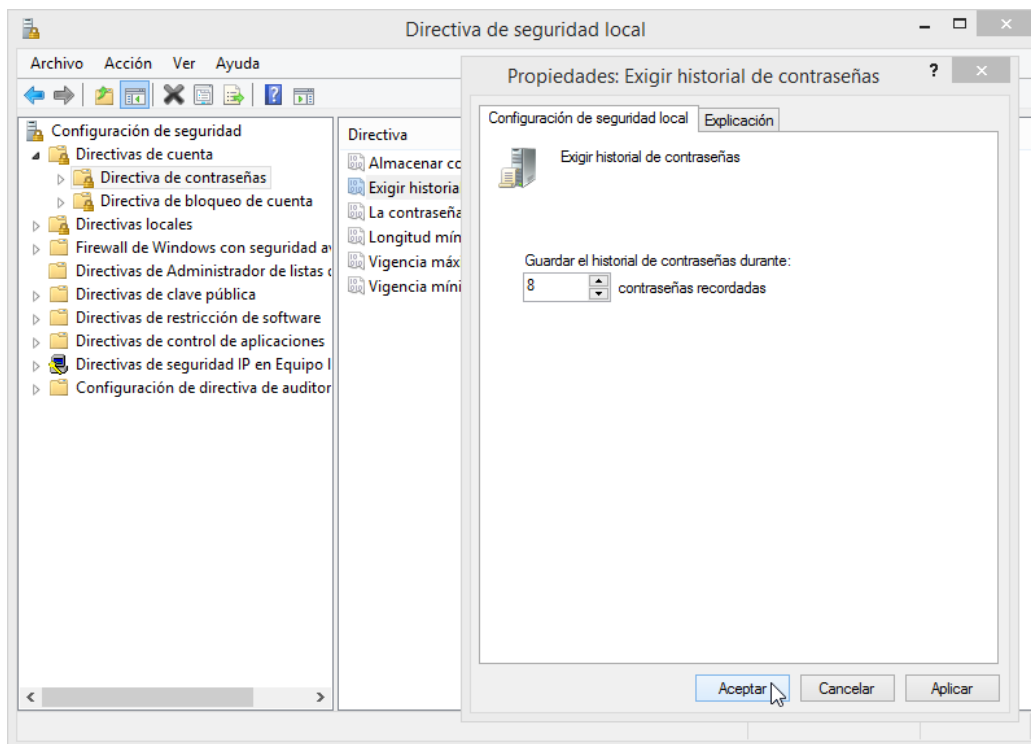 Directiva de seguridad local
Archivo Acción Ver Ayuda
Configuración de seguridad
Directivas de cuenta
Directiva de contraseñas
Directiva de bloqueo de cuenta
Directivas locales
Firewall de Windows con seguridad
Directivas de Administrador de listas
Directivas de clave pública
Directivas de restricción de software
Directivas de control de aplicaciones
Directivas de seguridad IP en Equipo
Configuración de directiva de auditor
Directiva
Almacenar co
Exigir historia
La contraseña
Longitud mín
Vigencia máx
Vigencia míni
Propiedades: Exigir historial de contraseñas
?
Configuración de seguridad local Explicación
Exigir historial de contraseñas
Guardar el historial de contraseñas durante:
8 contraseñas recordadas
Aceptar Cancelar Aplicar